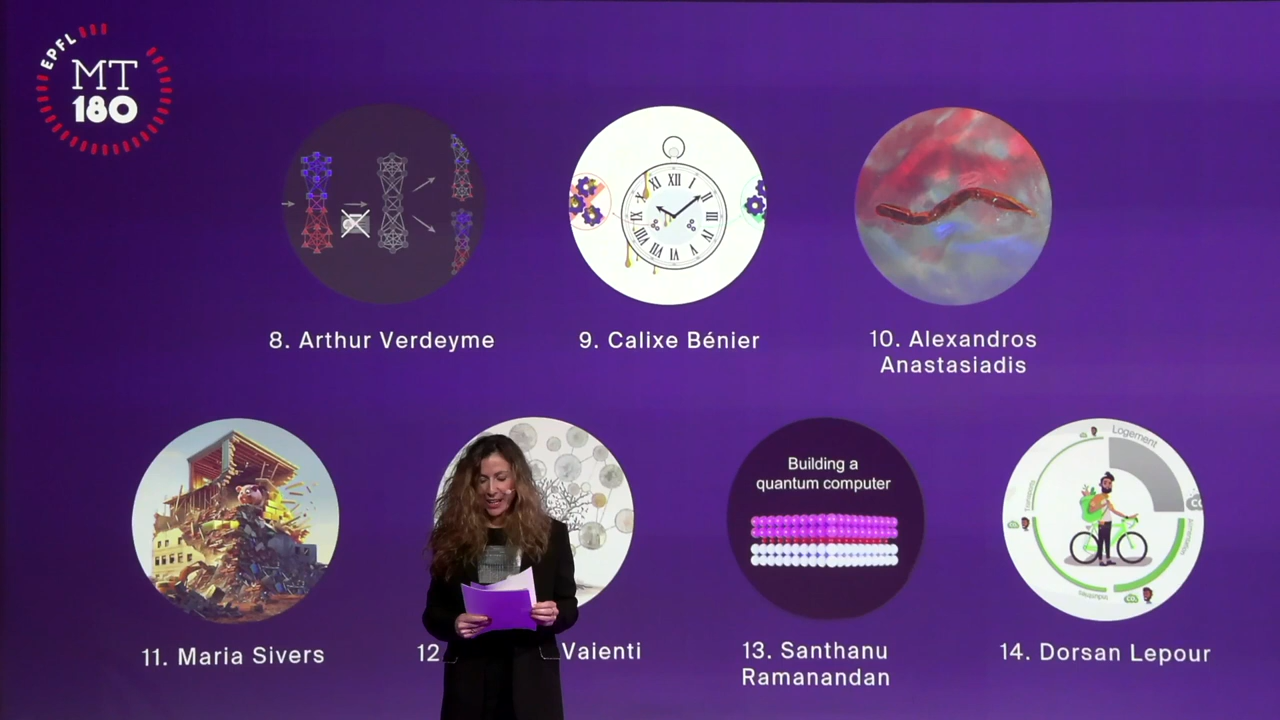 EPFL
MT
180
8. Arthur Verdeyme
9. Calixe Bénier
10. Alexandros
Anastasiadis
Building a
quantum computer
Logement
11. Maria Sivers
12
Vaienti
13. Santhanu
Ramanandan
14. Dorsan Lepour